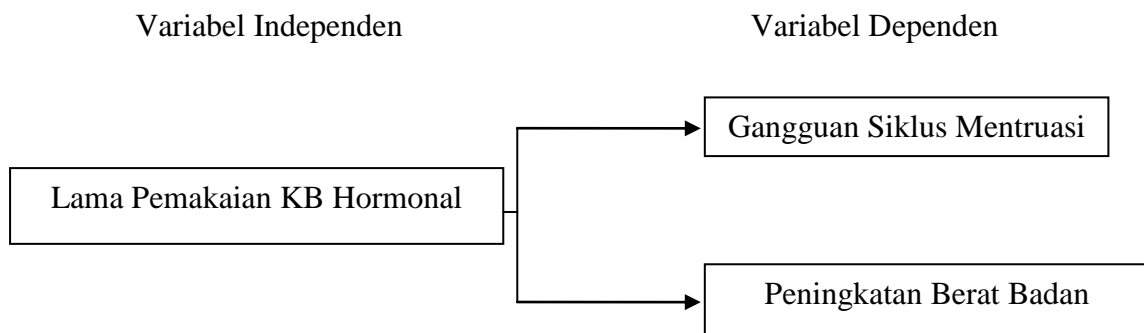 Variabel Independen
Variabel Dependen
Gangguan Siklus Mentruasi
Lama Pemakaian KB Hormonal
Peningkatan Berat Badan